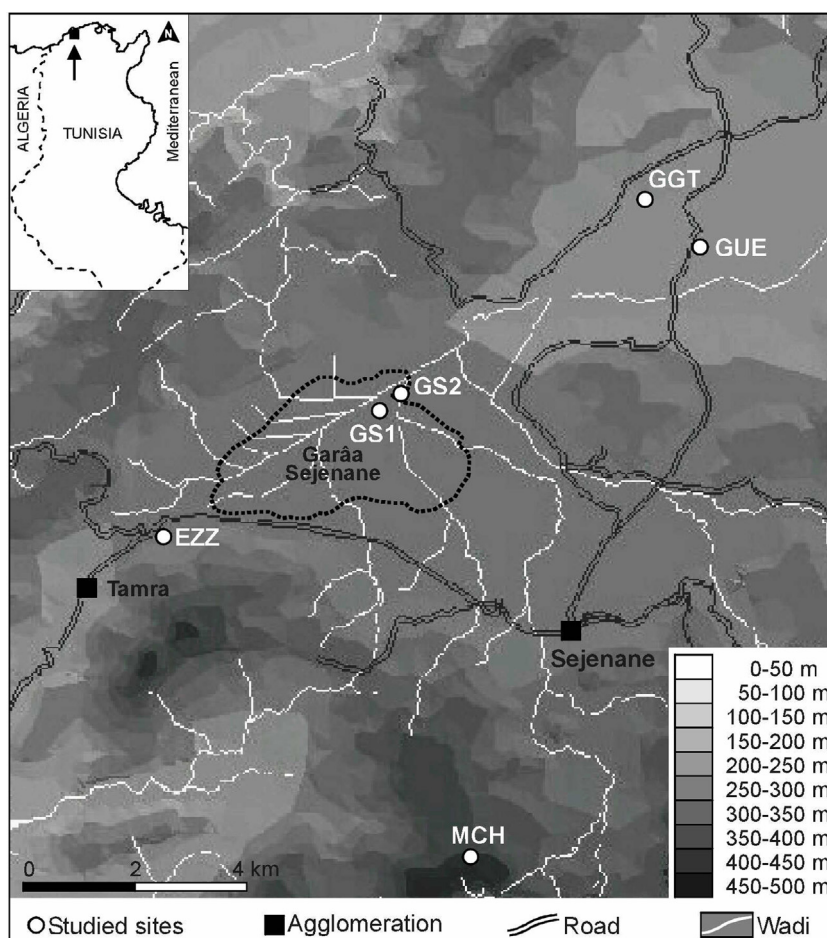 N
ALGERIA
TUNISIA
Mediterranean
GGT
GUE
GS2
GS1
Garâa
Sejenane
EZZ
Tamra
Sejenane
MCH
0 2 4 km
0-50 m
50-100 m
100-150 m
150-200 m
200-250 m
250-300 m
300-350 m
350-400 m
400-450 m
450-500 m
Studied sites Agglomeration Road Wadi